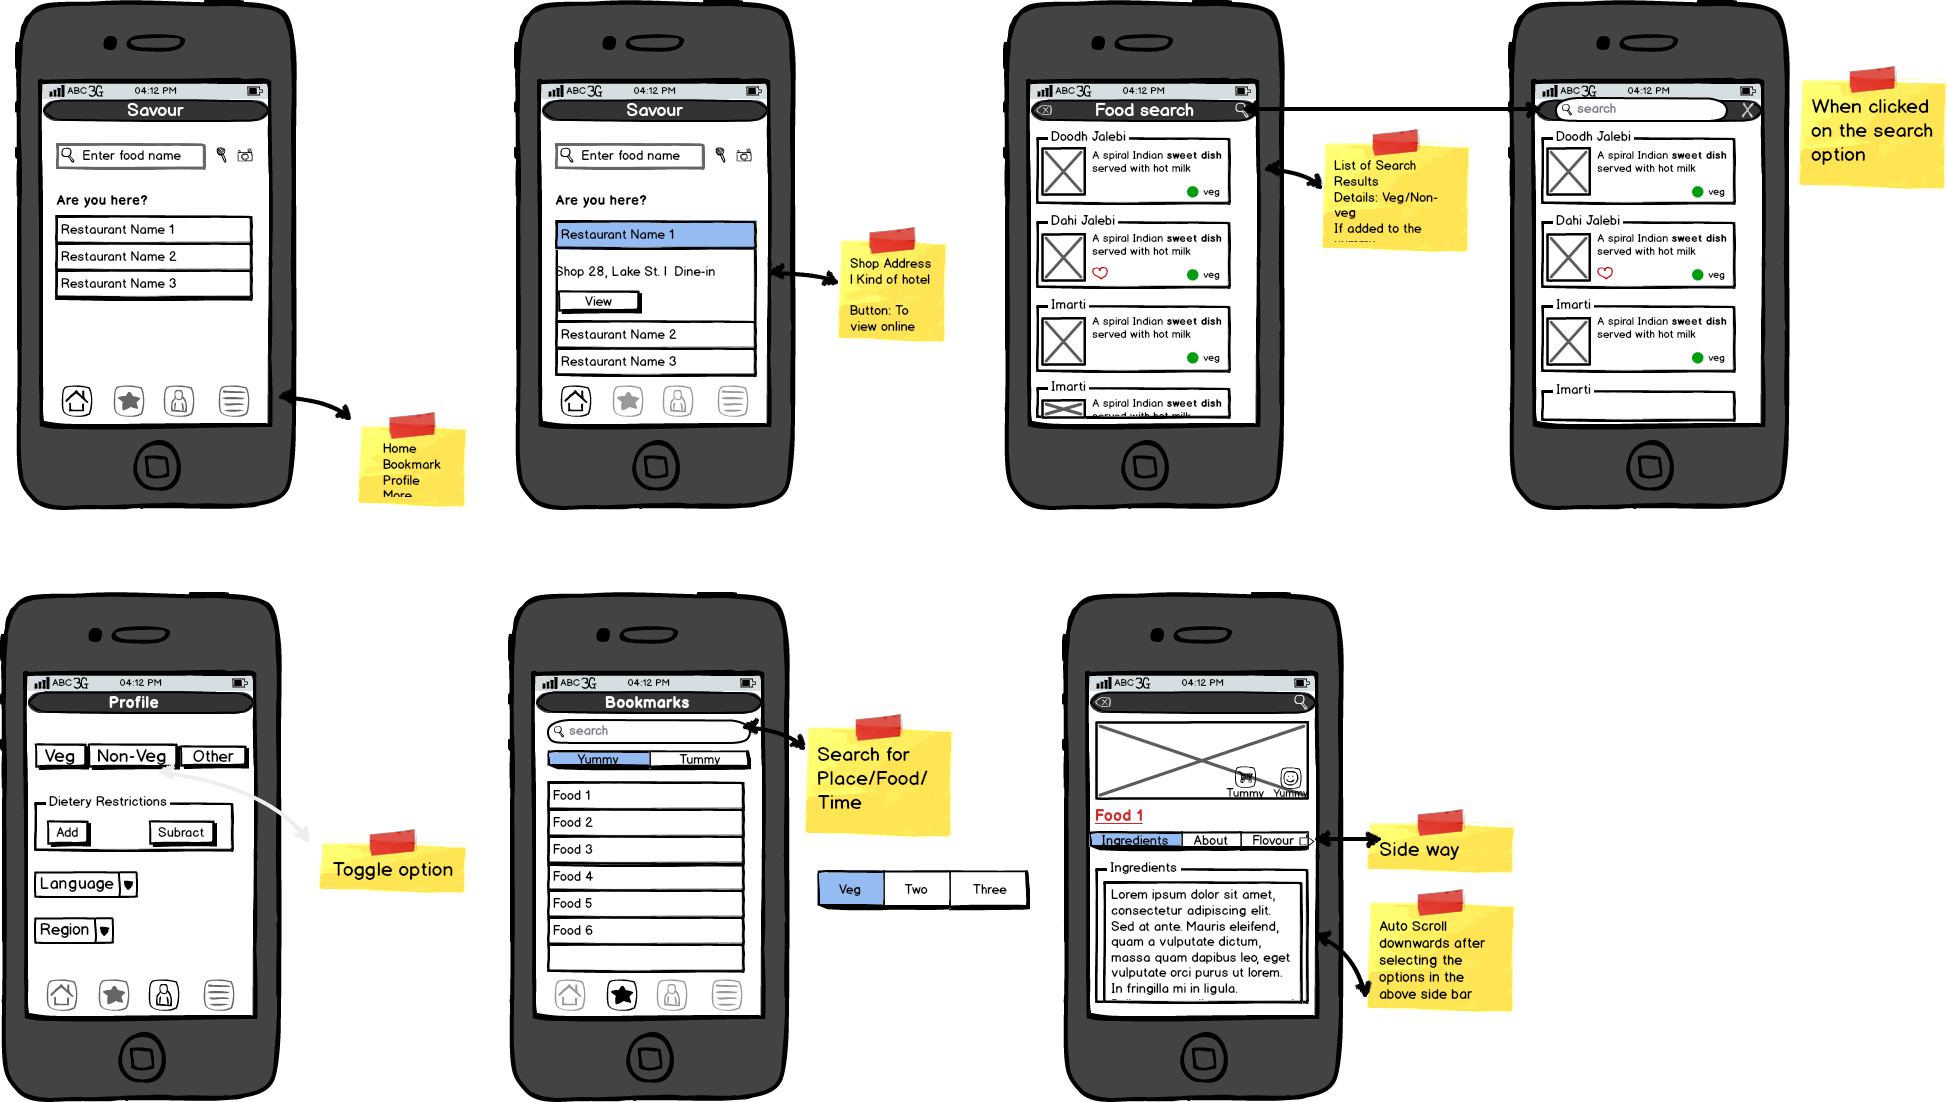 ABC 3G 04:12 PM
Savour
Enter food name
Are you here?
Restaurant Name 1
Restaurant Name 2
Restaurant Name 3
Home
Bookmark
Profile
More
ABC 3G 04:12 PM
Savour
Enter food name
Are you here?
Restaurant Name 1
Shop 28, Lake St. | Dine-in
View
Restaurant Name 2
Restaurant Name 3
Shop Address
| Kind of hotel
Button: To
view online
ABC 3G 04:12 PM
Food search
Doodh Jalebi
A spiral Indian sweet dish
served with hot milk
veg
Dahi Jalebi
A spiral Indian sweet dish
served with hot milk
veg
Imarti
A spiral Indian sweet dish
served with hot milk
veg
Imarti
A spiral Indian sweet dish
served with hot milk
List of Search
Results
Details: Veg/Non-
veg
If added to the
ABC 3G 04:12 PM
search
X
Doodh Jalebi
A spiral Indian sweet dish
served with hot milk
veg
Dahi Jalebi
A spiral Indian sweet dish
served with hot milk
veg
Imarti
A spiral Indian sweet dish
served with hot milk
veg
Imarti
When clicked
on the search
option
ABC 3G 04:12 PM
Profile
Veg Non-Veg Other
Dietery Restrictions
Add Subract
Language
Region
Toggle option
ABC 3G 04:12 PM
Bookmarks
search
Yummy Tummy
Food 1
Food 2
Food 3
Food 4
Food 5
Food 6
Search for
Place/Food/
Time
Veg Two Three
ABC 3G 04:12 PM
Tummy Yummy
Food 1
Ingredients About Flovour
Ingredients
Lorem ipsum dolor sit amet,
consectetur adipiscing elit.
Sed at ante. Mauris eleifend,
quam a vulputate dictum,
massa quam dapibus leo, eget
vulputate orci purus ut lorem.
In fringilla mi in ligula.
Side way
Auto Scroll
downwards after
selecting the
options in the
above side bar